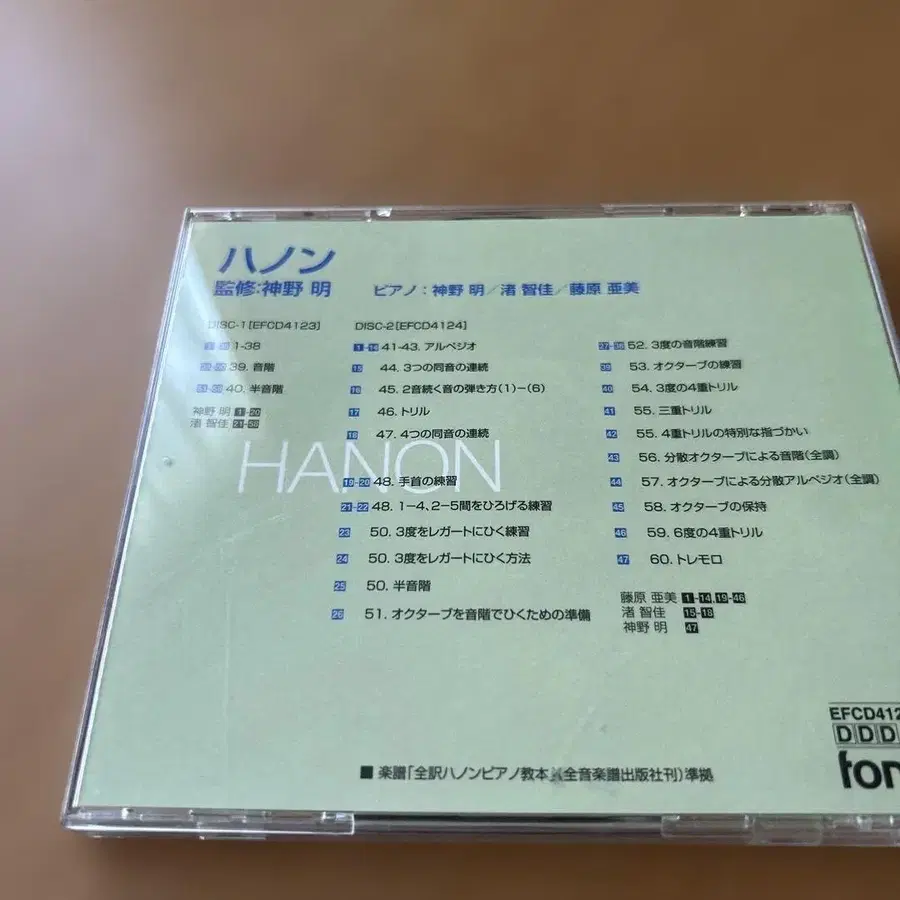 ハノン
監修:神野 明
ピアノ:神野 明/渚 智佳/藤原 亜美
DISC-1[EFCD4123]
1-38
39. 音階
40. 半音階
神野 明 1-20
渚 智佳
HANON
DISC-2[EFCD4124]
1-14 41-43. アルペジオ
15 44. 3つの同音の連続
16 45. 2音続く音の弾き方(1)-(6)
17 46. トリル
18 47. 4つの同音の連続
19-20 48. 手首の練習
21-22 48. 1-4、2-5間をひろげる練習
23 50. 3度をレガートにひく練習
24 50. 3度をレガートにひく方法
25 50. 半音階
26 51. オクターブを音階でひくための準備
27-38 52. 3度の音階練習
39 53. オクターブの練習
40 54. 3度の4重トリル
41 55. 三重トリル
42 55. 4重トリルの特別な指づかい
43 56. 分散オクターブによる音階(全調)
44 57. オクターブによる分散アルペジオ(全調)
45 58. オクターブの保持
46 59. 6度の4重トリル
47 60. トレモロ
藤原 亜美 1-14,19-46
渚 智佳 15-18
神野 明 47
EFCD412
DDD
fon
■ 楽譜「全訳ハノンピアノ教本」(全音楽譜出版社刊)準拠